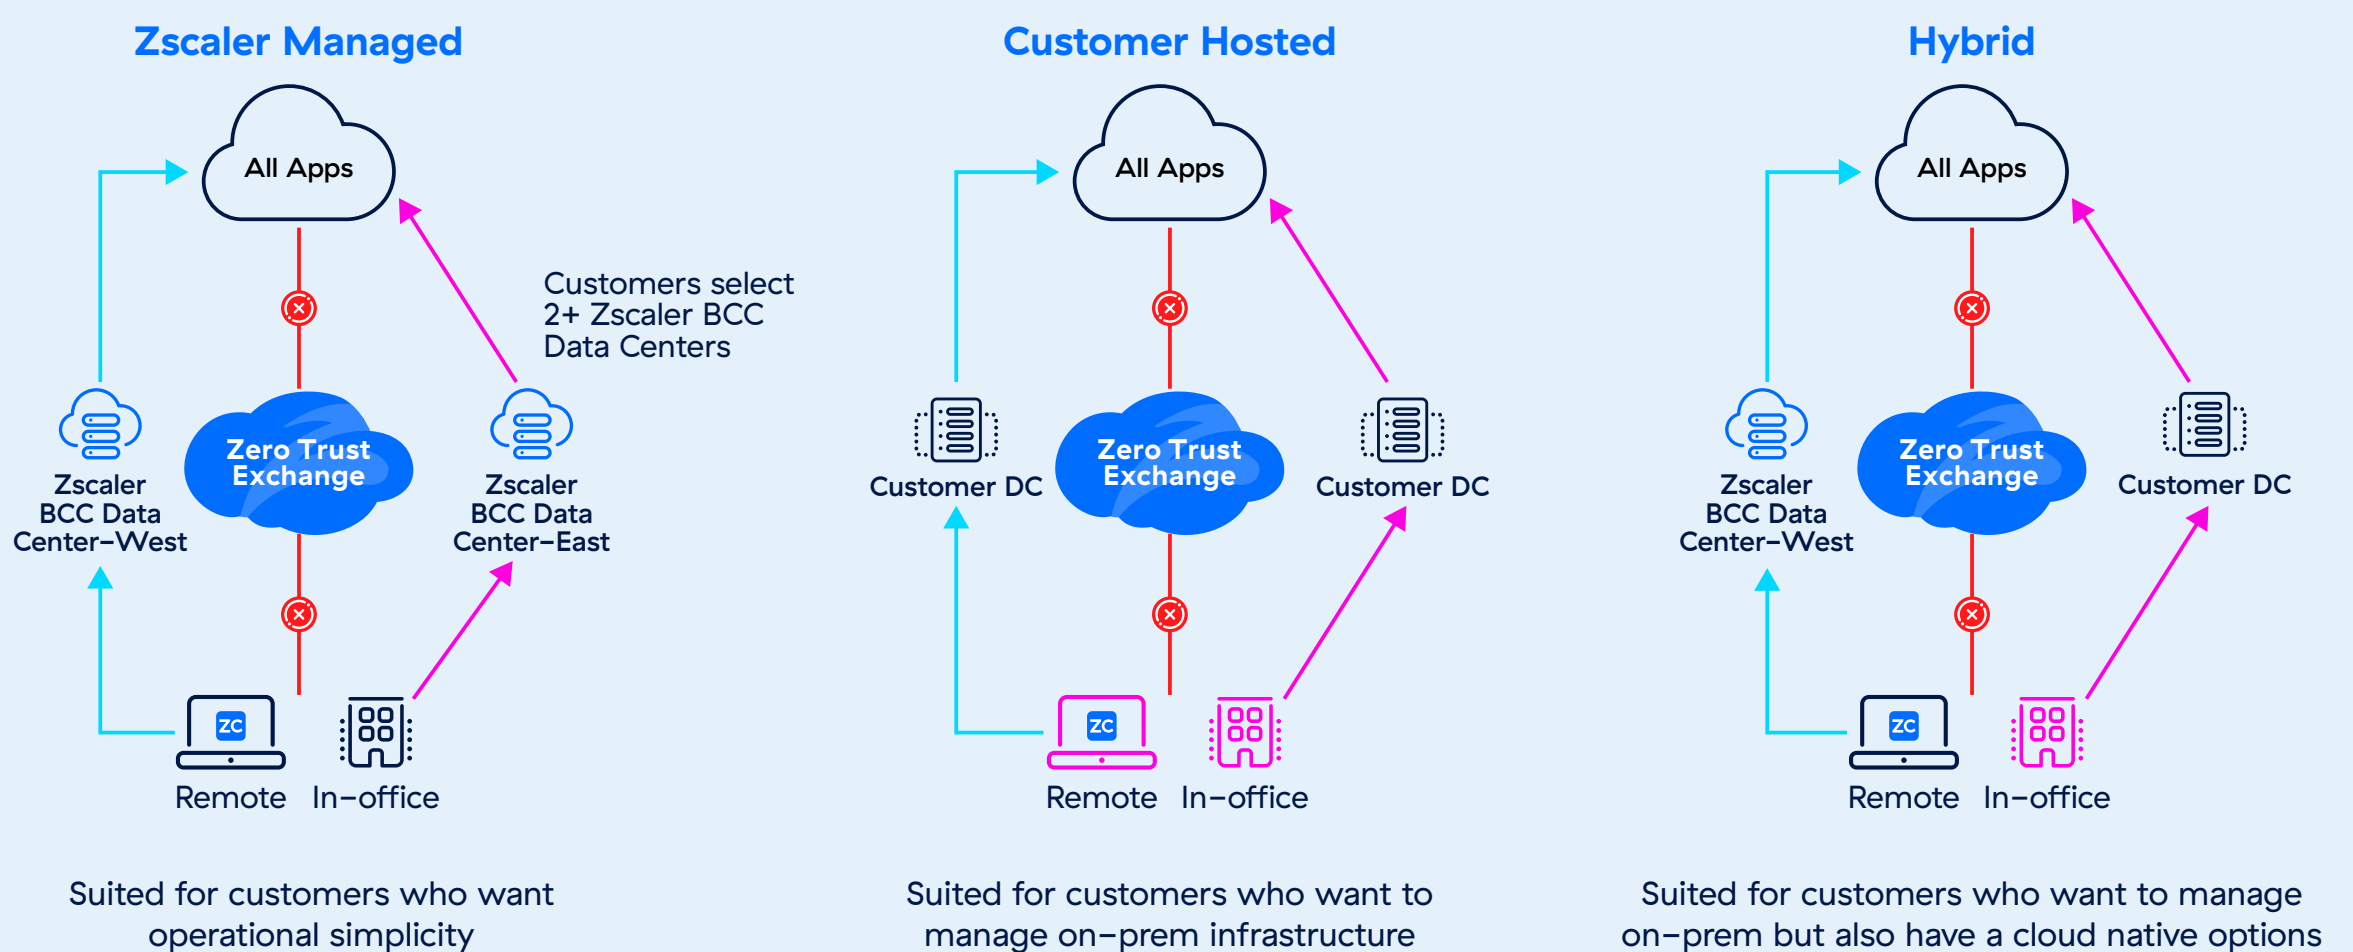 Zscaler Managed
All Apps
Customers select
2+ Zscaler BCC
Data Centers
Zscaler
BCC Data
Center-West
Zero Trust
Exchange
Zscaler
BCC Data
Center-East
ZC
Remote
In-office
Suited for customers who want
operational simplicity
Customer Hosted
All Apps
Customer DC
Zero Trust
Exchange
Customer DC
ZC
Remote
In-office
Suited for customers who want to
manage on-prem infrastructure
Hybrid
All Apps
Zscaler
BCC Data
Center-West
Zero Trust
Exchange
Customer DC
ZC
Remote
In-office
Suited for customers who want to manage
on-prem but also have a cloud native options